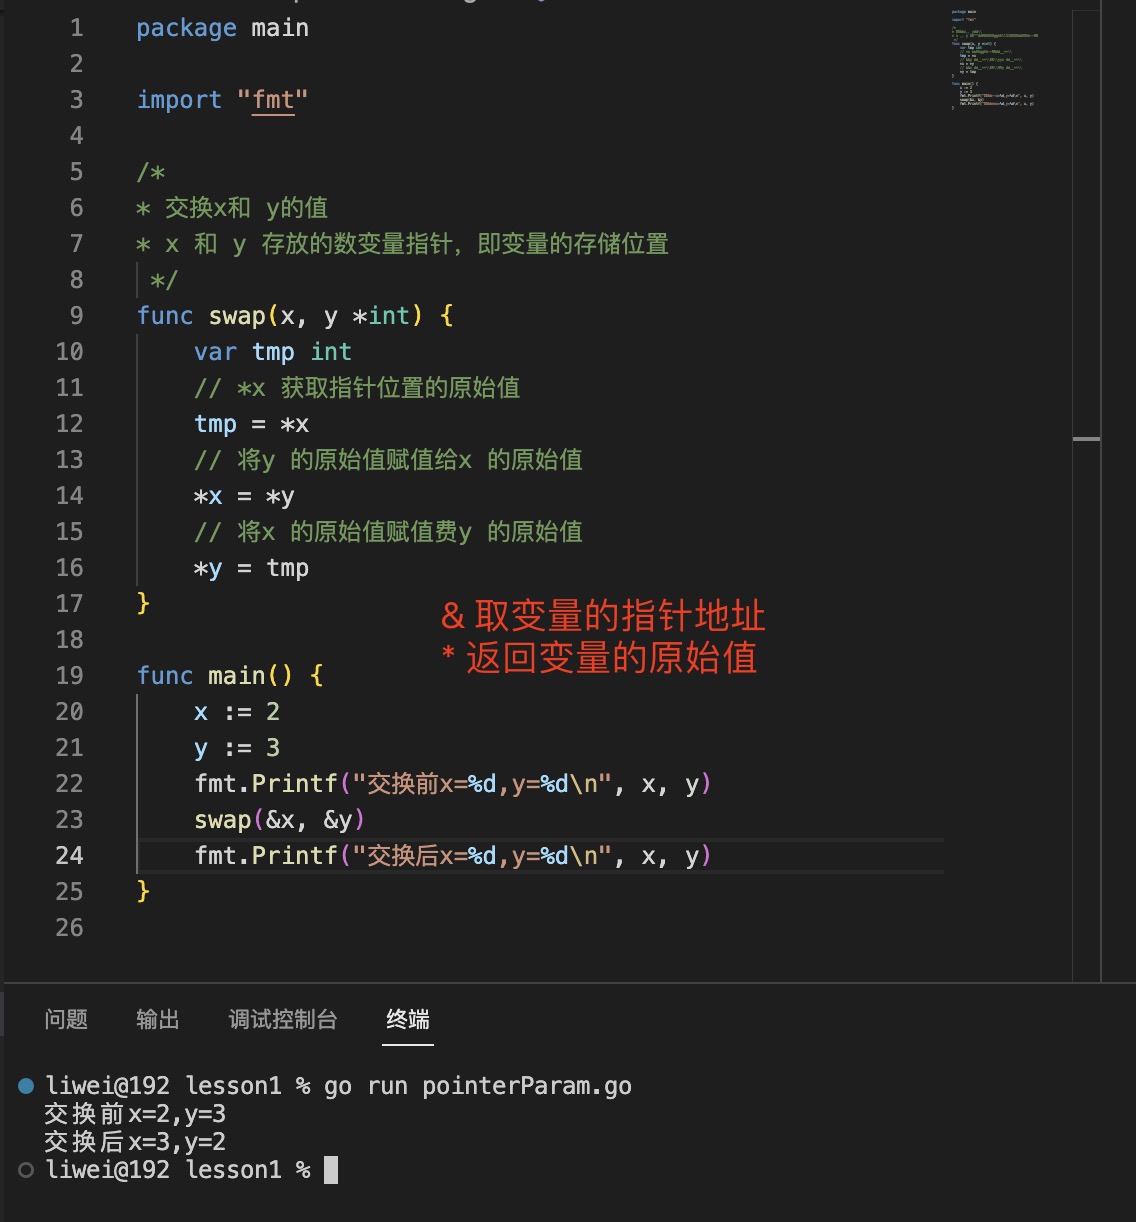 1 package main
2
3 import "fmt"
4
5 /*
6 * 交换x和 y的值
7 * x 和 y 存放的数变量指针，即变量的存储位置
8 */
9 func swap(x, y *int) {
10 var tmp int
11 // *x 获取指针位置的原始值
12 tmp = *x
13 // 将y 的原始值赋值给x 的原始值
14 *x = *y
15 // 将x 的原始值赋值费y 的原始值
16 *y = tmp
17 }
& 取变量的指针地址
18
* 返回变量的原始值
19 func main() {
20 x := 2
21 y := 3
22 fmt.Printf("交换前x=%d,y=%d\n", x, y)
23 swap(&x, &y)
24 fmt.Printf("交换后x=%d,y=%d\n", x, y)
25 }
26
问题 输出 调试控制台 终端
liwei@192 lesson1 % go run pointerParam.go
交换前x=2,y=3
交换后x=3,y=2
liwei@192 lesson1 %